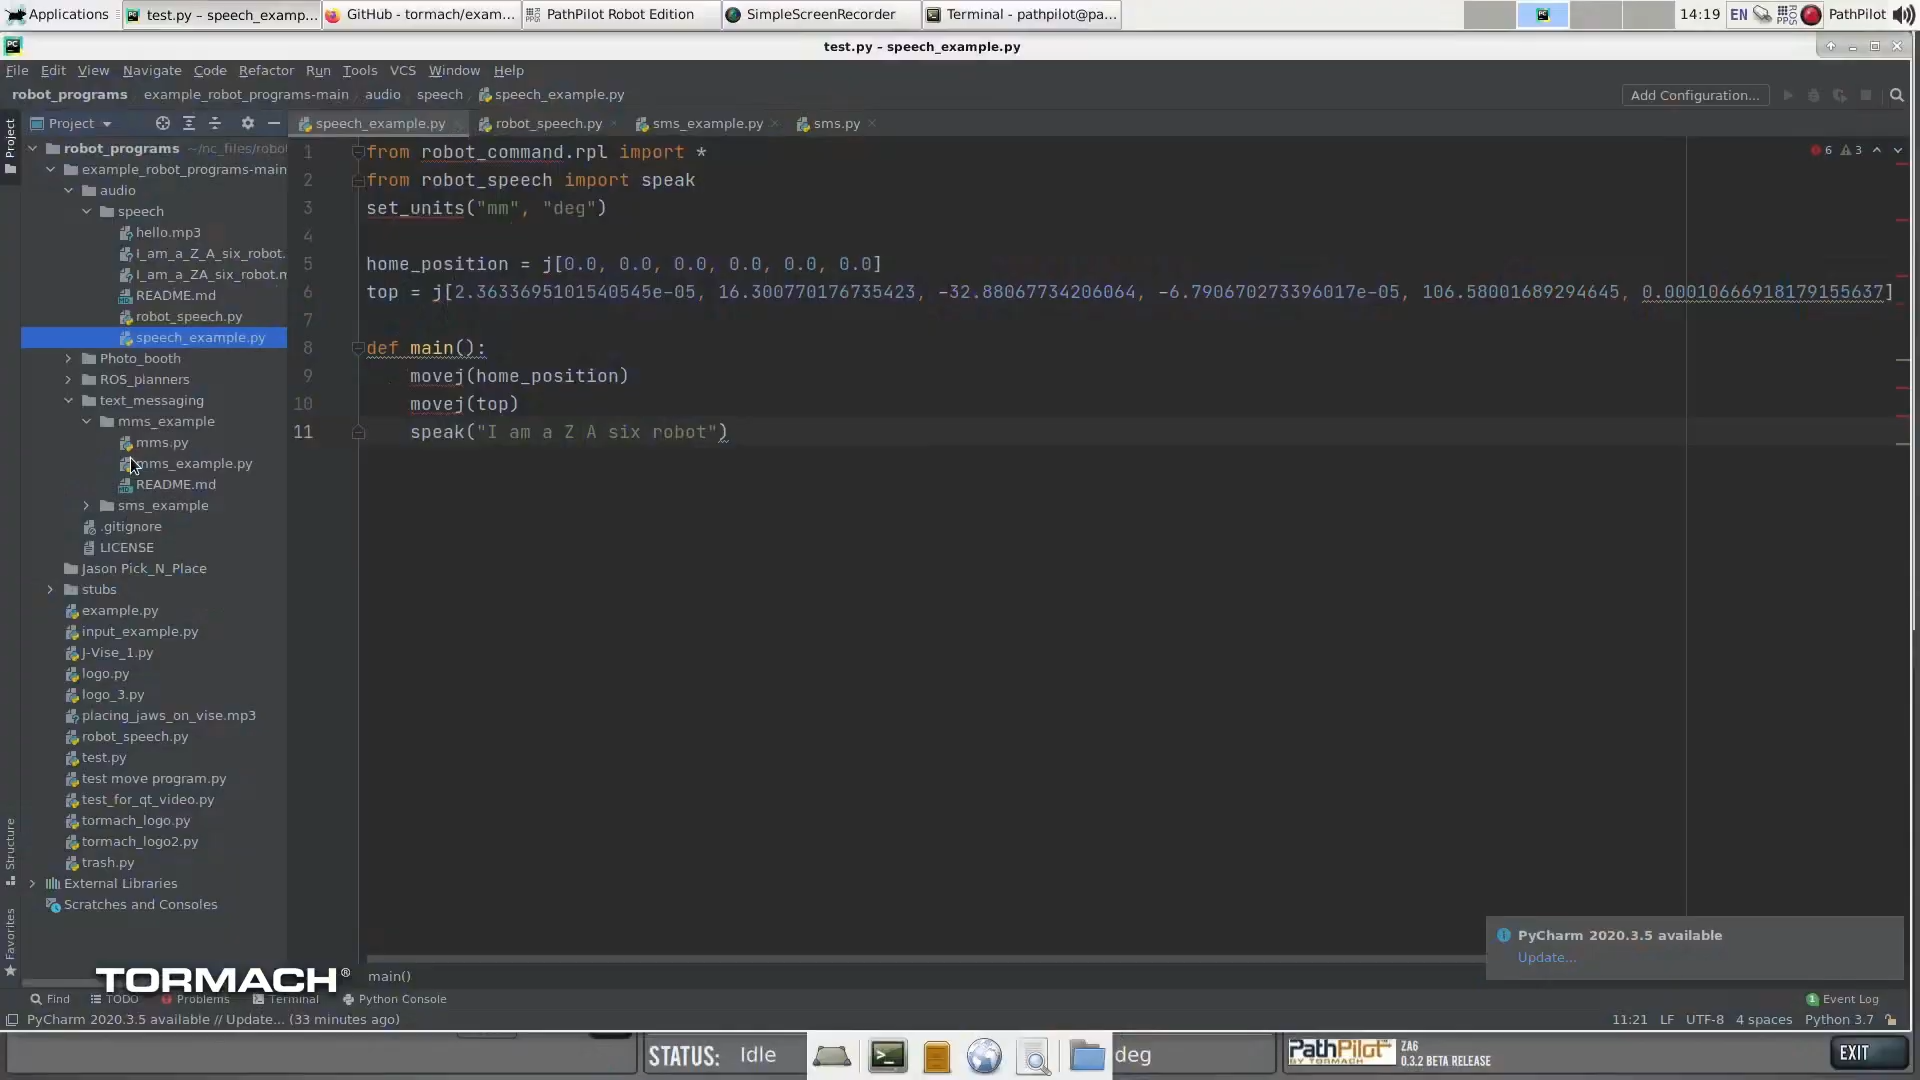 Applications
test.py – speech_examp...
GitHub - tormach/exam...
PathPilot Robot Edition
SimpleScreenRecorder
Terminal - pathpilot@pa...
14:19
EN
ROS
PPS
PathPilot
test.py – speech_example.py
File Edit View Navigate Code Refactor Run Tools VCS Window Help
robot_programs example_robot_programs-main audio speech speech_example.py
Add Configuration...
Project
speech_example.py
robot_speech.py
sms_example.py
sms.py
Project
robot_programs ~/nc_files/robo
example_robot_programs-main
audio
speech
hello.mp3
I_am_a_Z_A_six_robot.
I_am_a_ZA_six_robot.m
README.md
robot_speech.py
speech_example.py
Photo_booth
ROS_planners
text_messaging
mms_example
mms.py
mms_example.py
README.md
sms_example
.gitignore
LICENSE
Jason Pick_N_Place
stubs
example.py
input_example.py
J-Vise_1.py
logo.py
logo_3.py
placing_jaws_on_vise.mp3
robot_speech.py
test.py
test move program.py
test_for_qt_video.py
tormach_logo.py
tormach_logo2.py
trash.py
External Libraries
Scratches and Consoles
Structure
Favorites
1 from robot_command.rpl import *
2 from robot_speech import speak
3 set_units("mm", "deg")
4
5 home_position = j[0.0, 0.0, 0.0, 0.0, 0.0, 0.0]
6 top = j[2.3633695101540545e-05, 16.300770176735423, -32.88067734206064, -6.790670273396017e-05, 106.58001689294645, 0.00010666918179155637]
7
8 def main():
9 movej(home_position)
10 movej(top)
11 speak("I am a Z A six robot")
6 3
PyCharm 2020.3.5 available
Update...
TORMACH®
main()
Find TODO Problems Terminal Python Console
1 Event Log
PyCharm 2020.3.5 available // Update... (33 minutes ago)
11:21 LF UTF-8 4 spaces Python 3.7
STATUS: Idle
deg
PathPilot
BY TORMACH
ZA6
0.3.2 BETA RELEASE
EXIT